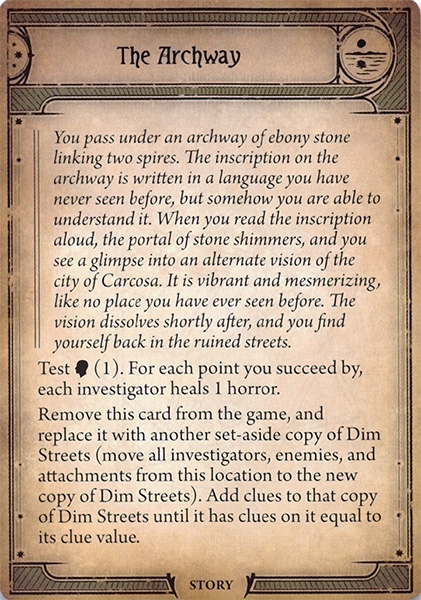 The Archway
You pass under an archway of ebony stone
linking two spires. The inscription on the
archway is written in a language you have
never seen before, but somehow you are able to
understand it. When you read the inscription
aloud, the portal of stone shimmers, and you
see a glimpse into an alternate vision of the
city of Carcosa. It is vibrant and mesmerizing,
like no place you have ever seen before. The
vision dissolves shortly after, and you find
yourself back in the ruined streets.
Test (1). For each point you succeed by,
each investigator heals 1 horror.
Remove this card from the game, and
replace it with another set-aside copy of Dim
Streets (move all investigators, enemies, and
attachments from this location to the new
copy of Dim Streets). Add clues to that copy
of Dim Streets until it has clues on it equal to
its clue value.
STORY